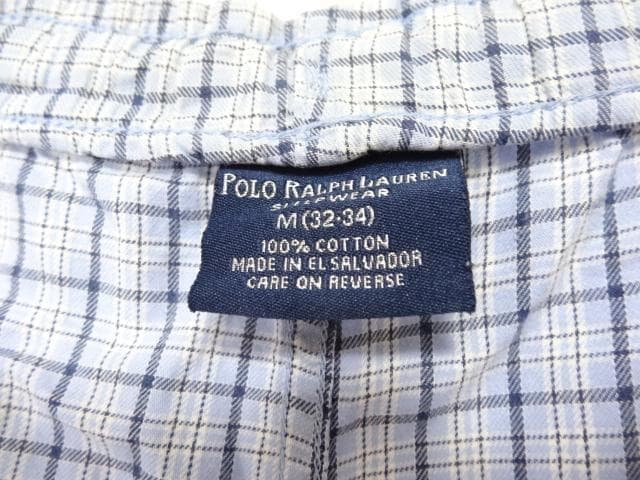 POLO RALPH LAUREN
SLEEPWEAR
M (32-34)
100% COTTON
MADE IN EL SALVADOR
CARE ON REVERSE